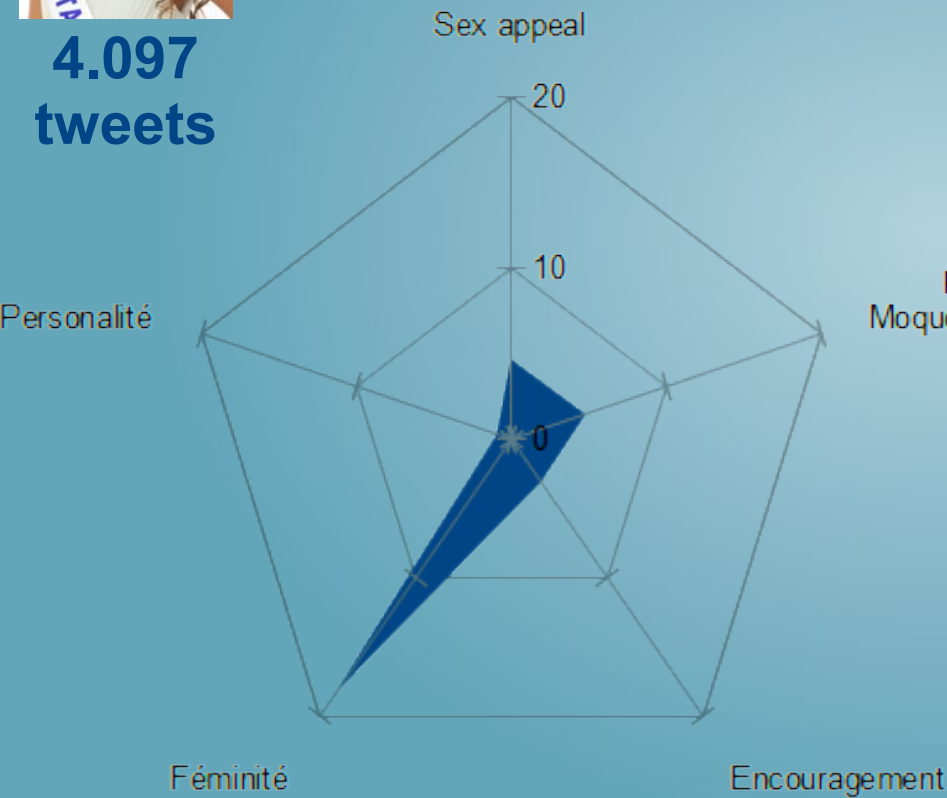 4.097
tweets
Sex appeal
20
10
Personalité
0
Féminité
Encouragement